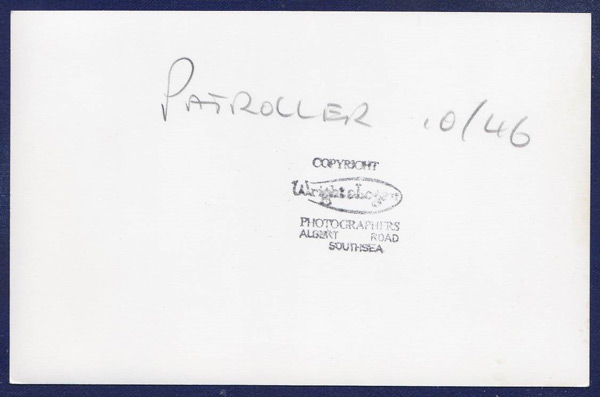 PATROLLER 10/46
COPYRIGHT
Wright & Logan
PHOTOGRAPHERS
ALBERT ROAD
SOUTHSEA